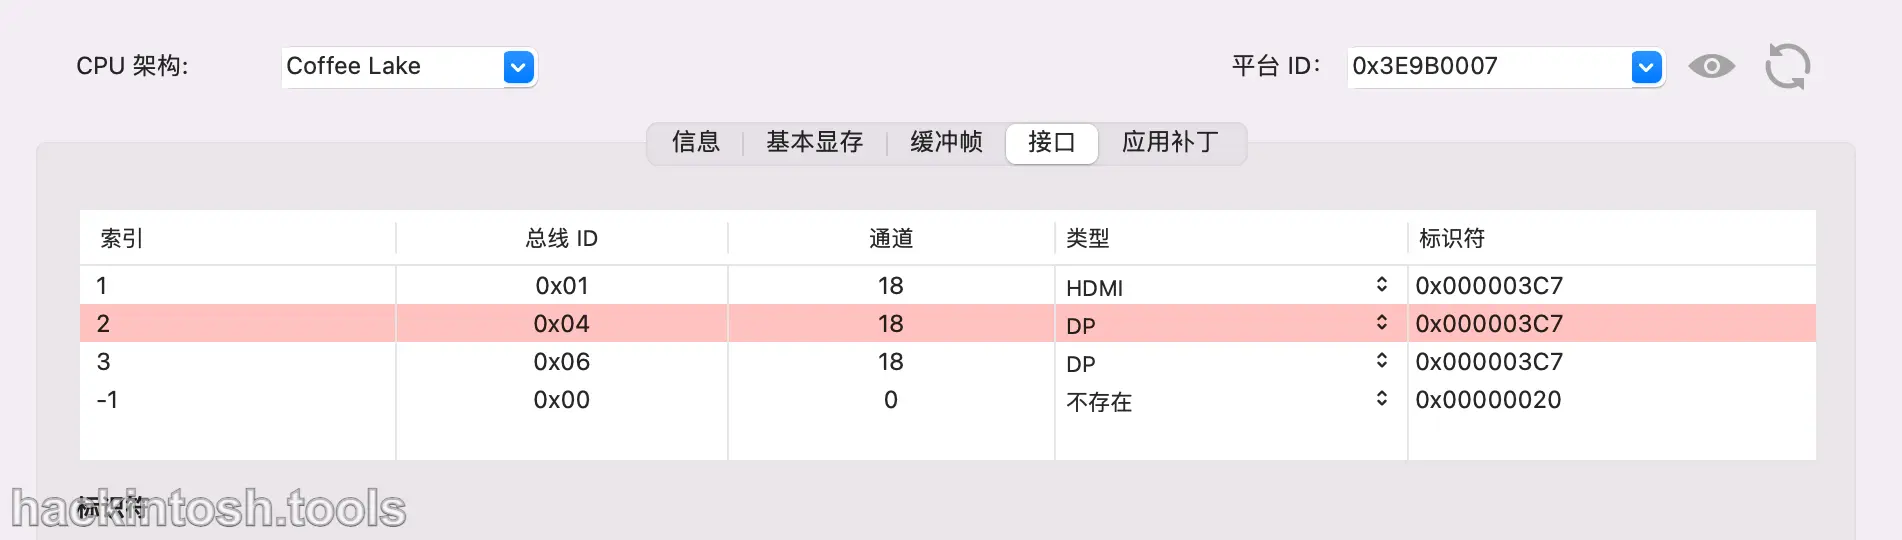 CPU 架构: Coffee Lake 平台 ID: 0x3E9B0007
信息 基本显存 缓冲帧 接口 应用补丁
索引 总线 ID 通道 类型 标识符
1 0x01 18 HDMI 0x000003C7
2 0x04 18 DP 0x000003C7
3 0x06 18 DP 0x000003C7
-1 0x00 0 不存在 0x00000020
标识符
hackintosh.tools